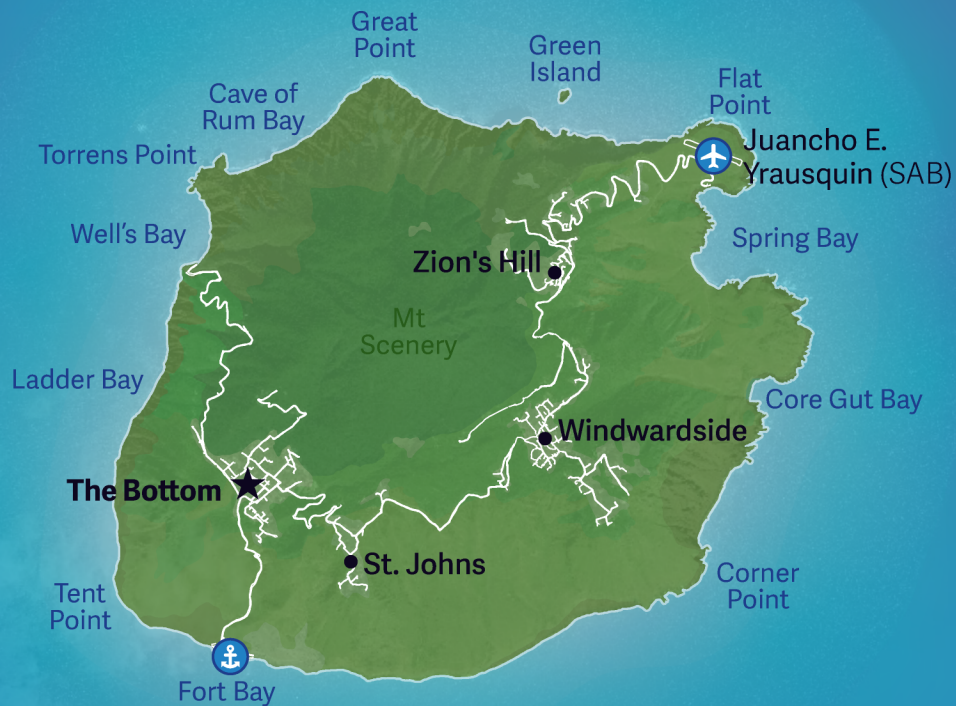 Great
Point
Green
Island
Flat
Point
Cave of
Rum Bay
Juancho E.
Yrausquin (SAB)
Torrens Point
Well's Bay
Spring Bay
Zion's Hill
Mt
Scenery
Ladder Bay
Core Gut Bay
Windwardside
The Bottom
St. Johns
Corner
Point
Tent
Point
Fort Bay